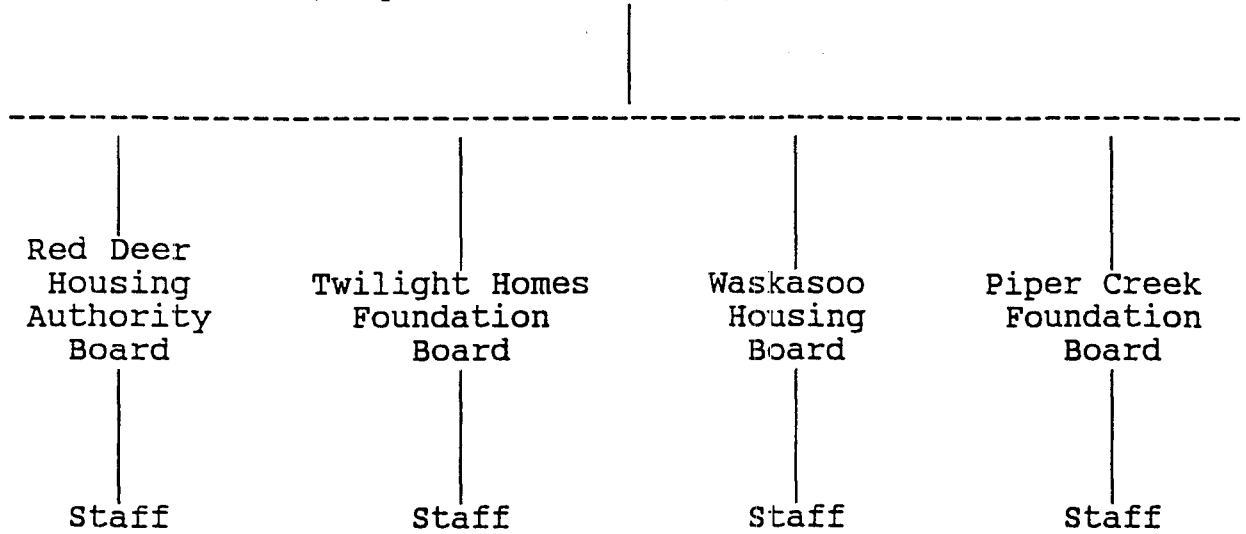 Red Deer
Housing
Authority
Board
Twilight Homes
Foundation
Board
Waskasoo
Housing
Board
Piper Creek
Foundation
Board
Staff
Staff
Staff
Staff